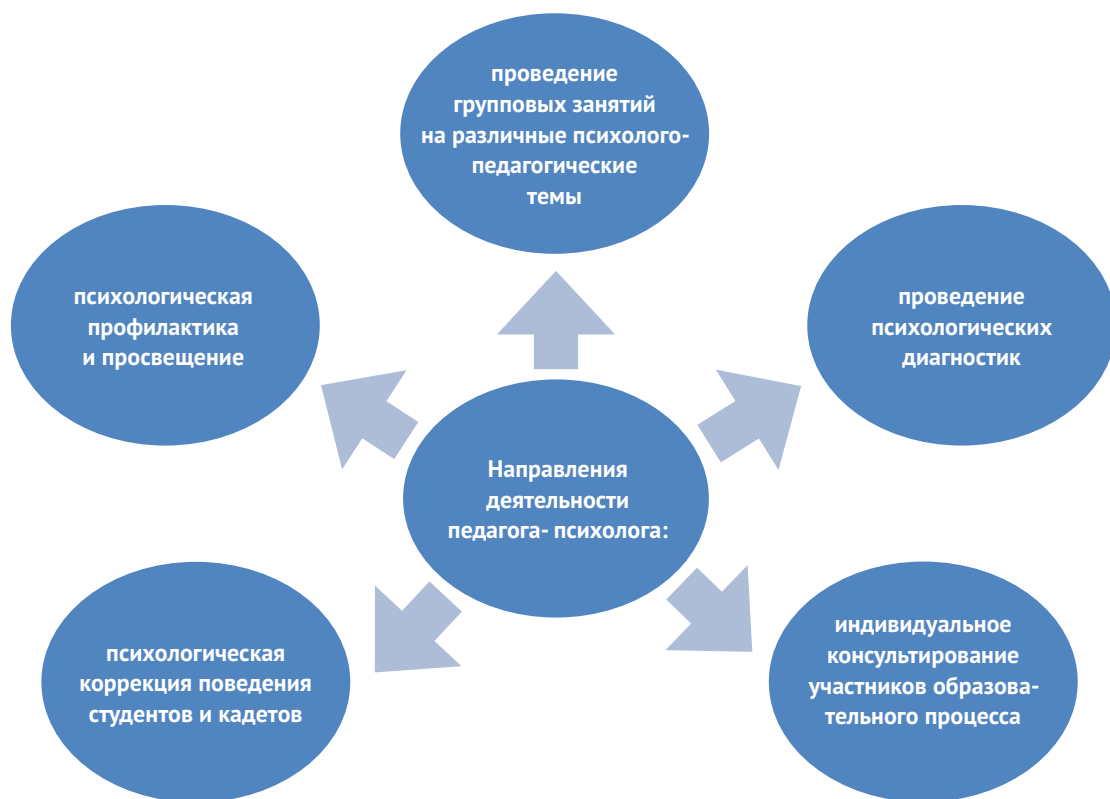 проведение
групповых занятий
на различные психолого-
педагогические
темы
психологическая
профилактика
и просвещение
проведение
психологических
диагностик
Направления
деятельности
педагога- психолога:
психологическая
коррекция поведения
студентов и кадетов
индивидуальное
консультирование
участников образова-
тельного процесса